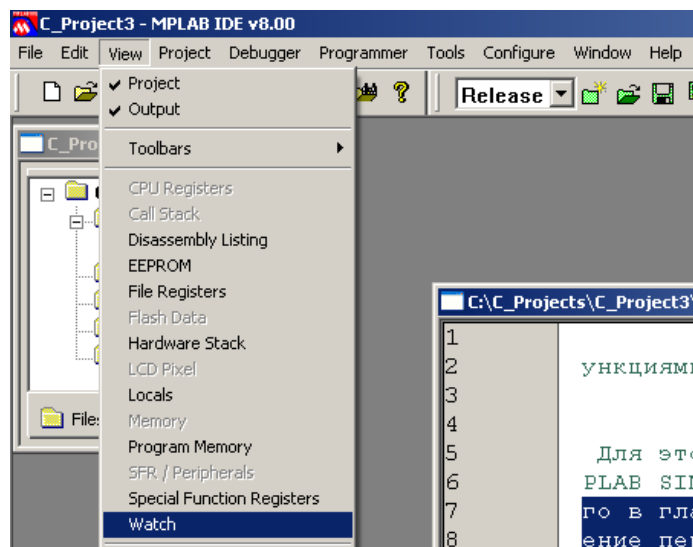 C_Project3 - MPLAB IDE v8.00
File Edit View Project Debugger Programmer Tools Configure Window Help
Release
Project
Output
Toolbars
CPU Registers
Call Stack
Disassembly Listing
EEPROM
File Registers
Flash Data
Hardware Stack
LCD Pixel
Locals
Memory
Program Memory
SFR / Peripherals
Special Function Registers
Watch
C_Pro
File
C:\C_Projects\C_Project3\
1
2 ункциями
3
4
5 Для это
6 PLAB SIM
7 го в гла
8 ение пер